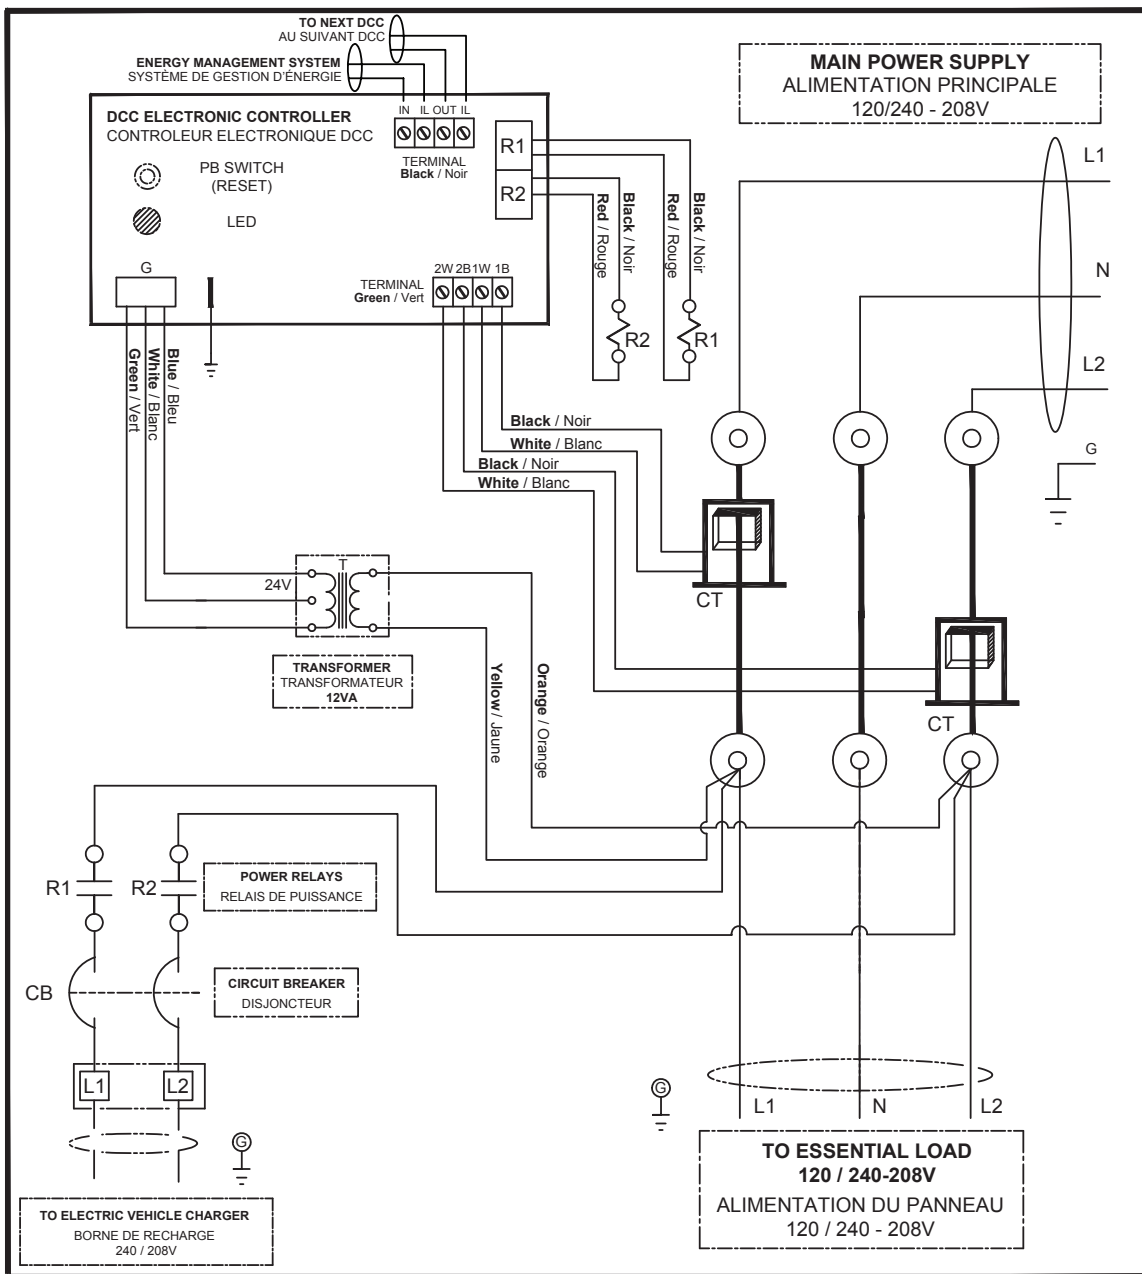 TO NEXT DCC
AU SUIVANT DCC
ENERGY MANAGEMENT SYSTEM
SYSTÈME DE GESTION D'ÉNERGIE
MAIN POWER SUPPLY
ALIMENTATION PRINCIPALE
120/240 - 208V
DCC ELECTRONIC CONTROLLER
CONTROLEUR ELECTRONIQUE DCC
IN IL OUT IL
TERMINAL
Black / Noir
PB SWITCH
(RESET)
LED
R1
R2
G
TERMINAL
Green / Vert
2W 2B 1W 1B
Red / Rouge
Black / Noir
Red / Rouge
Black / Noir
R2
R1
L1
N
L2
G
Green / Vert
White / Blanc
Blue / Bleu
Black / Noir
White / Blanc
Black / Noir
White / Blanc
CT
CT
24V
T
TRANSFORMER
TRANSFORMATEUR
12VA
Yellow / Jaune
Orange / Orange
R1
R2
POWER RELAYS
RELAIS DE PUISSANCE
CB
CIRCUIT BREAKER
DISJONCTEUR
L1
L2
G
G
L1
N
L2
TO ELECTRIC VEHICLE CHARGER
BORNE DE RECHARGE
240 / 208V
TO ESSENTIAL LOAD
120 / 240-208V
ALIMENTATION DU PANNEAU
120 / 240 - 208V